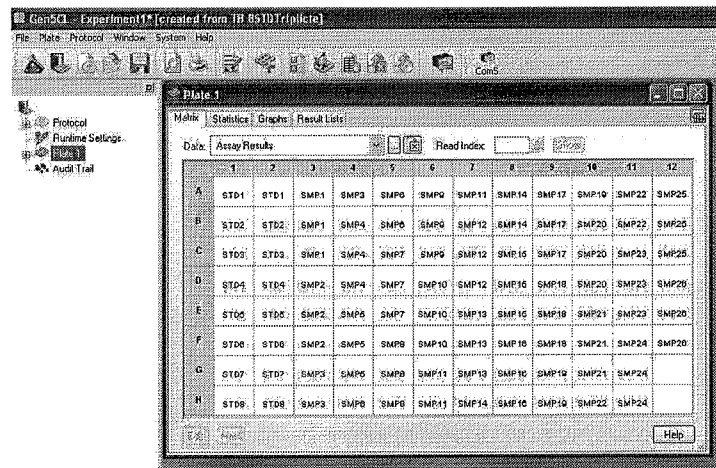 Gen5CL - Experiment1* [created from TB 8STDTriplicte]
File Plate Protocol Window System Help
Com5
Protocol
Runtime Settings
Plate 1
Audit Trail
Plate 1
Matrix Statistics Graphs Result Lists
Data: Assay Results ... Read Index:
1 2 3 4 5 6 7 8 9 10 11 12
A STD1 STD1 SMP1 SMP3 SMP6 SMP9 SMP11 SMP14 SMP17 SMP19 SMP22 SMP25
B STD2 STD2 SMP1 SMP4 SMP6 SMP9 SMP12 SMP14 SMP17 SMP20 SMP22 SMP25
C STD3 STD3 SMP1 SMP4 SMP7 SMP9 SMP12 SMP15 SMP17 SMP20 SMP23 SMP25
D STD4 STD4 SMP2 SMP4 SMP7 SMP10 SMP12 SMP15 SMP18 SMP20 SMP23 SMP26
E STD5 STD5 SMP2 SMP5 SMP7 SMP10 SMP13 SMP15 SMP18 SMP21 SMP23 SMP26
F STD6 STD6 SMP2 SMP5 SMP8 SMP10 SMP13 SMP16 SMP18 SMP21 SMP24 SMP26
G STD7 STD7 SMP3 SMP5 SMP8 SMP11 SMP13 SMP16 SMP19 SMP21 SMP24
H STD8 STD8 SMP3 SMP6 SMP8 SMP11 SMP14 SMP16 SMP19 SMP22 SMP24
Help